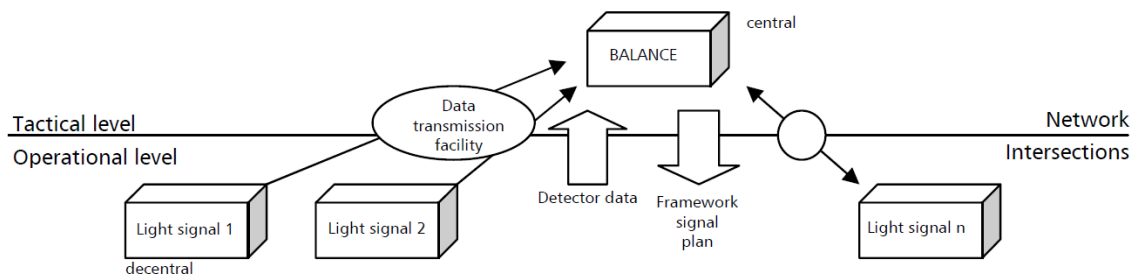 central
BALANCE
Data
transmission
facility
Tactical level
Network
Operational level
Intersections
Detector data
Framework
signal
plan
Light signal 1
Light signal 2
Light signal n
decentral